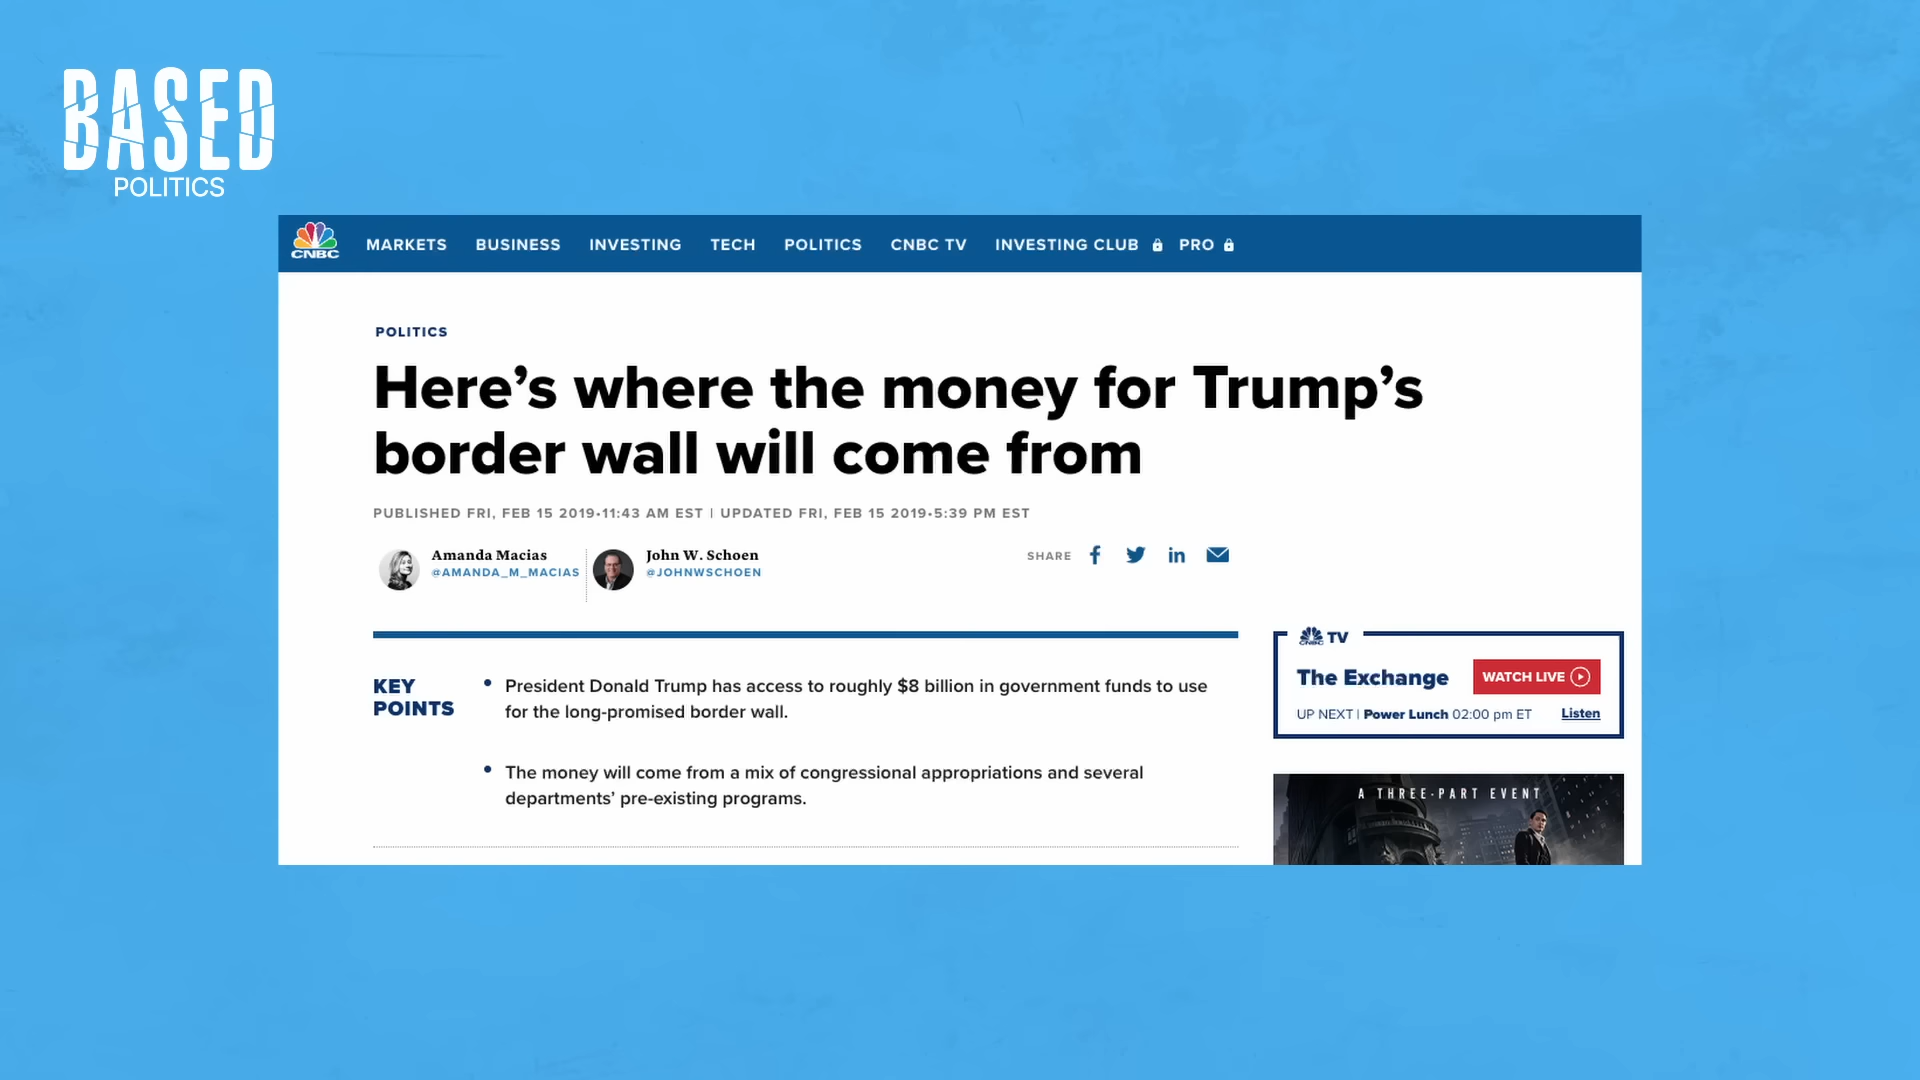 BASED
POLITICS
CNBC
MARKETS BUSINESS INVESTING TECH POLITICS CNBC TV INVESTING CLUB PRO
POLITICS
Here’s where the money for Trump’s
border wall will come from
PUBLISHED FRI, FEB 15 2019•11:43 AM EST | UPDATED FRI, FEB 15 2019•5:39 PM EST
Amanda Macias
@AMANDA_M_MACIAS
John W. Schoen
@JOHNWSCHOEN
SHARE
KEY
POINTS
President Donald Trump has access to roughly $8 billion in government funds to use
for the long-promised border wall.
The money will come from a mix of congressional appropriations and several
departments’ pre-existing programs.
CNBC TV
The Exchange
WATCH LIVE
UP NEXT | Power Lunch 02:00 pm ET
Listen
A THREE-PART EVENT